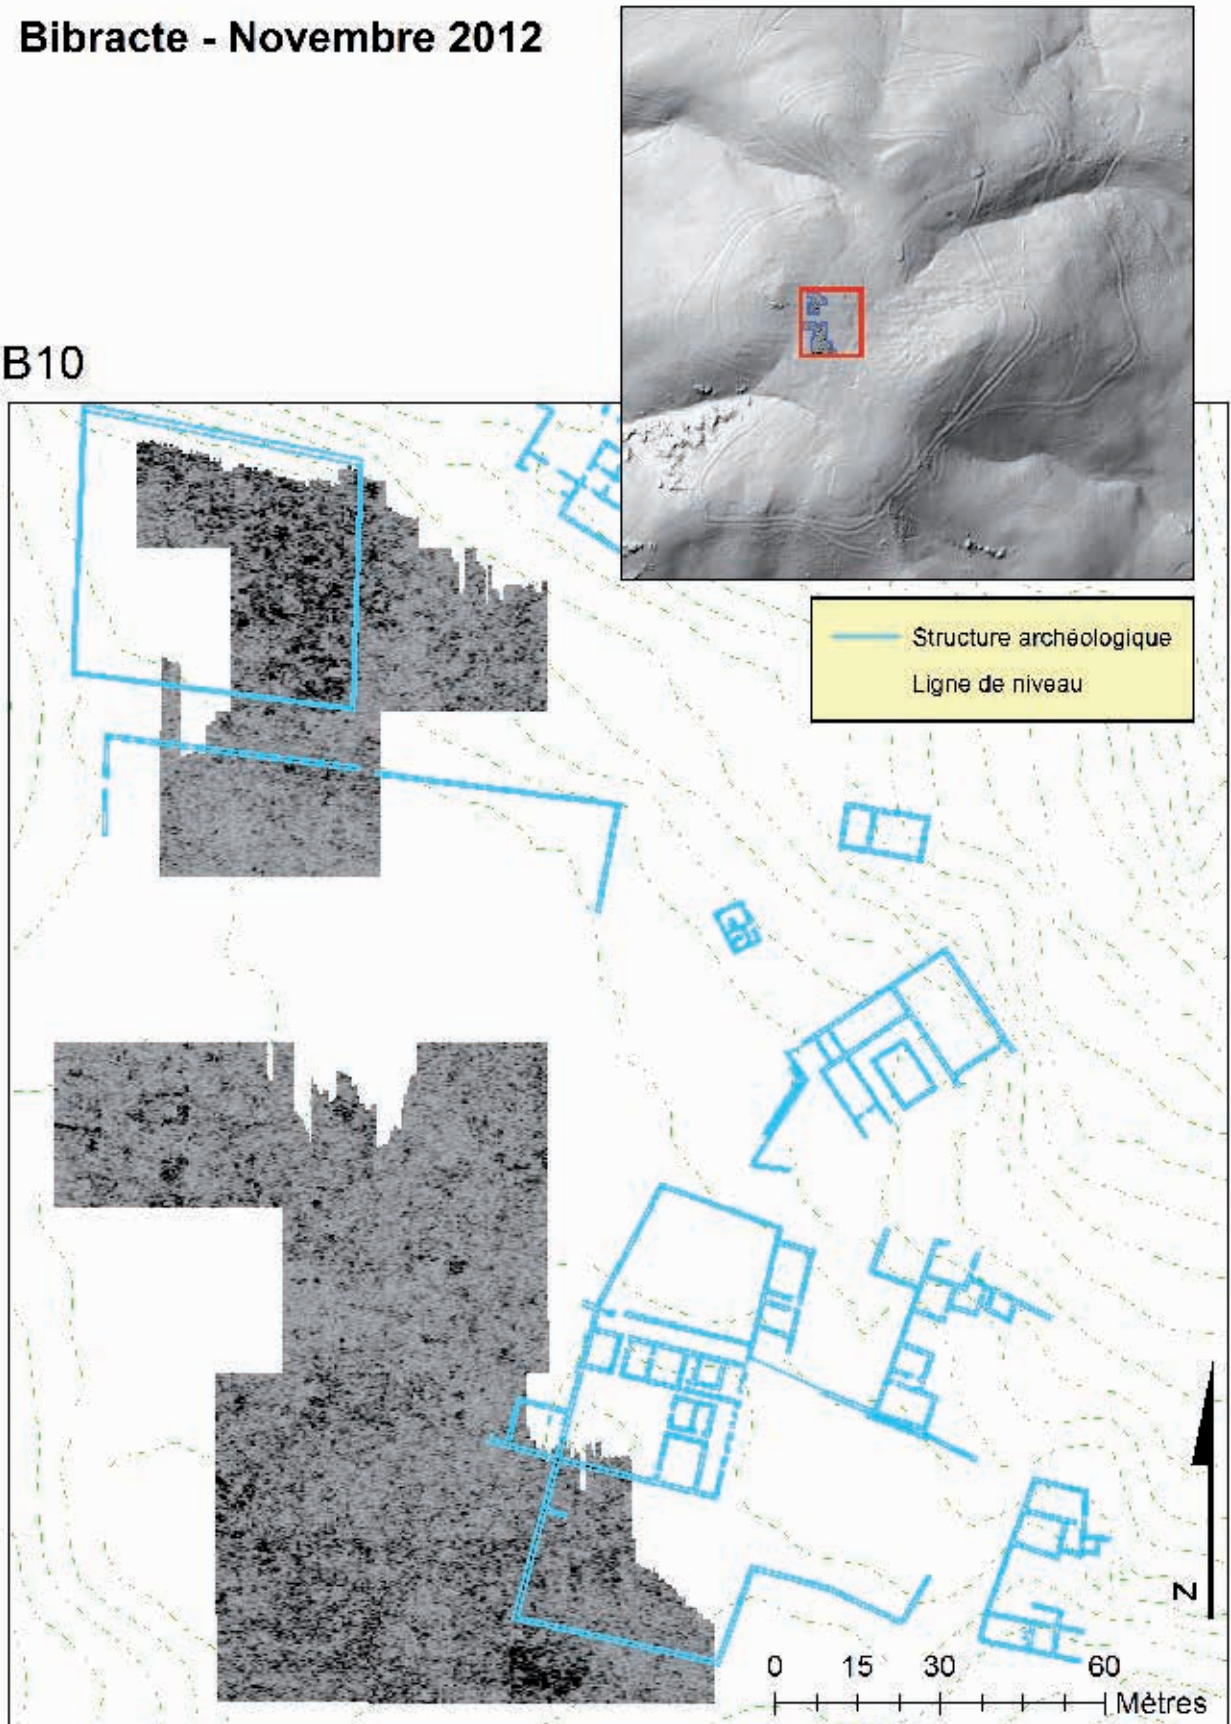 Bibracte - Novembre 2012
B10
Structure archéologique
Ligne de niveau
N
0 15 30 60
Mètres